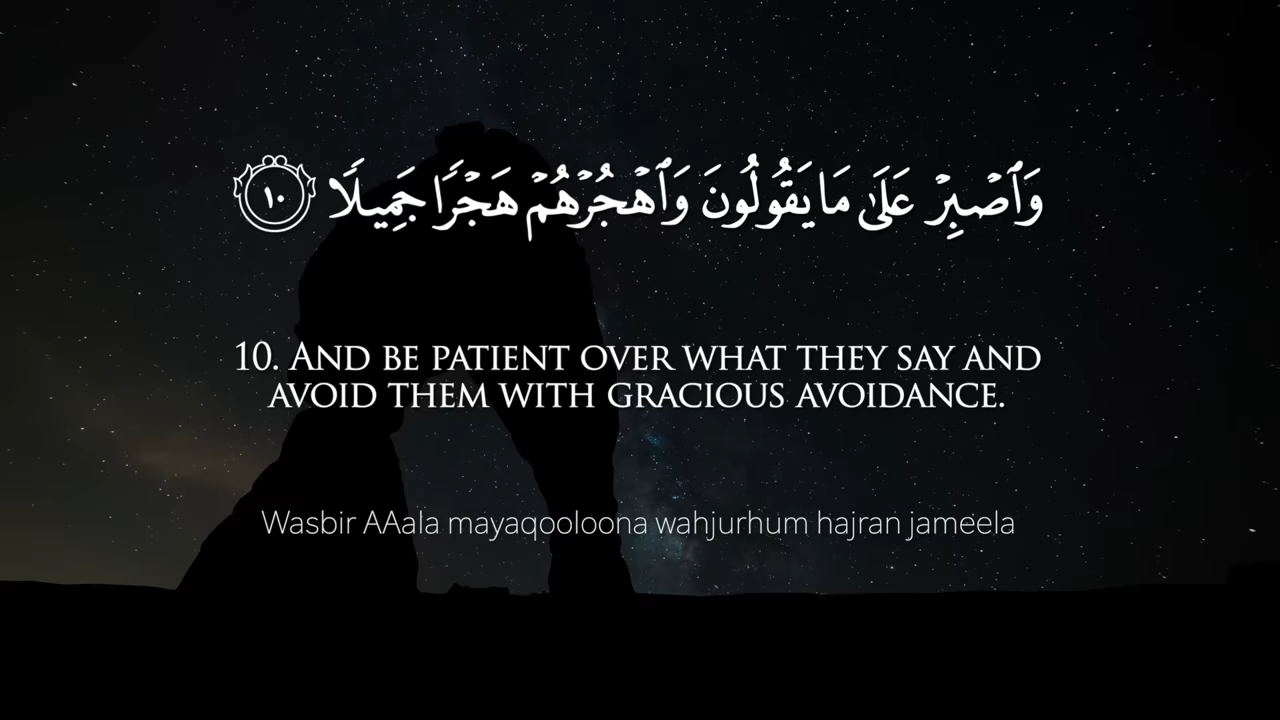 وَٱصۡبِرۡ عَلَىٰ مَا يَقُولُونَ وَٱهۡجُرۡهُمۡ هَجۡرٗا جَمِيلٗا ١٠
10. AND BE PATIENT OVER WHAT THEY SAY AND
AVOID THEM WITH GRACIOUS AVOIDANCE.
Wasbir AAala mayaqooloona wahjurhum hajran jameela